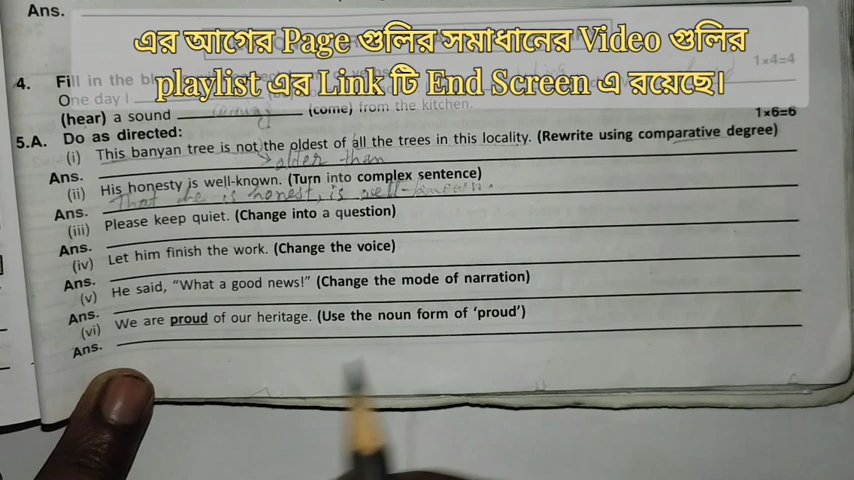 Ans.
এর আগের Page গুলির সমাধানের Video গুলির
playlist এর Link টি End Screen এ রয়েছে।
1×4=4
4. Fill in the
One day I
(hear) a sound coming (come) from the kitchen.
1×6=6
5.A. Do as directed:
(i) This banyan tree is not the oldest of all the trees in this locality. (Rewrite using comparative degree)
older than
Ans.
(ii) His honesty is well-known. (Turn into complex sentence)
That he is honest, is well-known.
Ans.
(iii) Please keep quiet. (Change into a question)
Ans.
(iv) Let him finish the work. (Change the voice)
Ans.
(v) He said, “What a good news!” (Change the mode of narration)
Ans.
(vi) We are proud of our heritage. (Use the noun form of ‘proud’)
Ans.